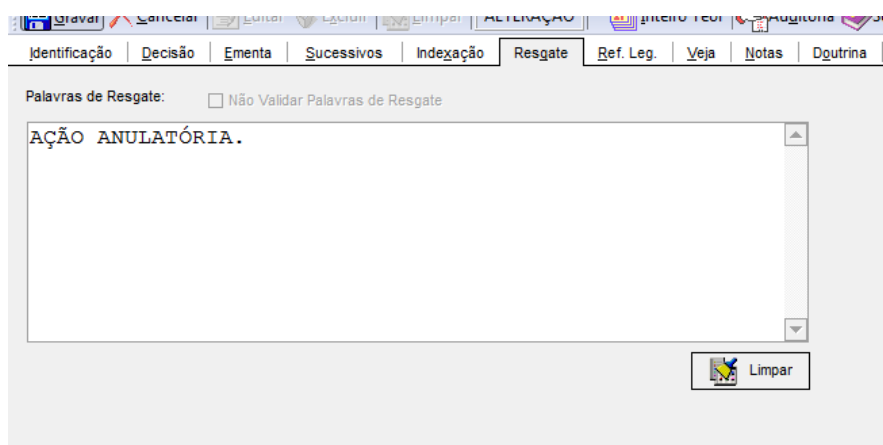 Gravar Cancelar Editar Excluir Limpar ALTERAÇÃO Inteiro Teor Auditoria
Identificação Decisão Ementa Sucessivos Indexação Resgate Ref. Leg. Veja Notas Doutrina
Palavras de Resgate: Não Validar Palavras de Resgate
AÇÃO ANULATÓRIA.
Limpar